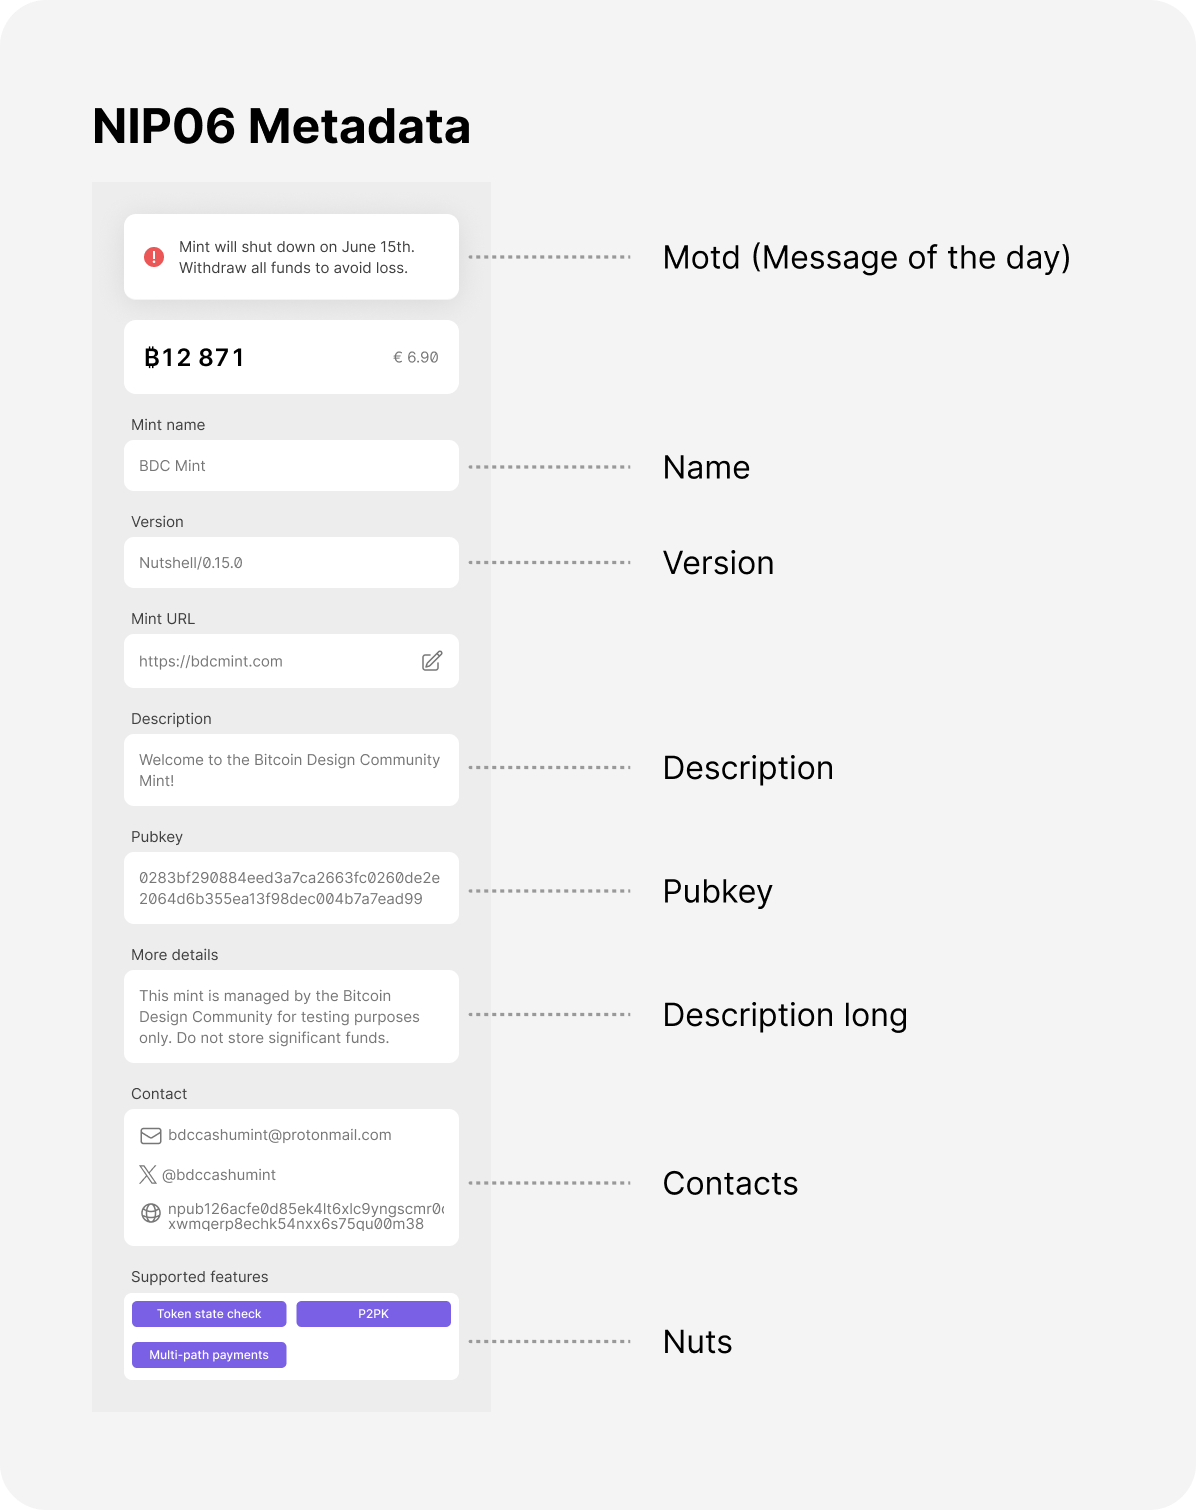 NIP06 Metadata
Mint will shut down on June 15th.
Withdraw all funds to avoid loss.
Motd (Message of the day)
₿12 871
€ 6.90
Mint name
BDC Mint
Name
Version
Nutshell/0.15.0
Version
Mint URL
https://bdcmint.com
Description
Welcome to the Bitcoin Design Community
Mint!
Description
Pubkey
0283bf290884eed3a7ca2663fc0260de2e
2064d6b355ea13f98dec004b7a7ead99
Pubkey
More details
This mint is managed by the Bitcoin
Design Community for testing purposes
only. Do not store significant funds.
Description long
Contact
bdccashumint@protonmail.com
@bdccashumint
npub126acfe0d85ek4lt6xlc9yngscmr0
xwmqerp8echk54nxx6s75qu00m38
Contacts
Supported features
Token state check
P2PK
Multi-path payments
Nuts